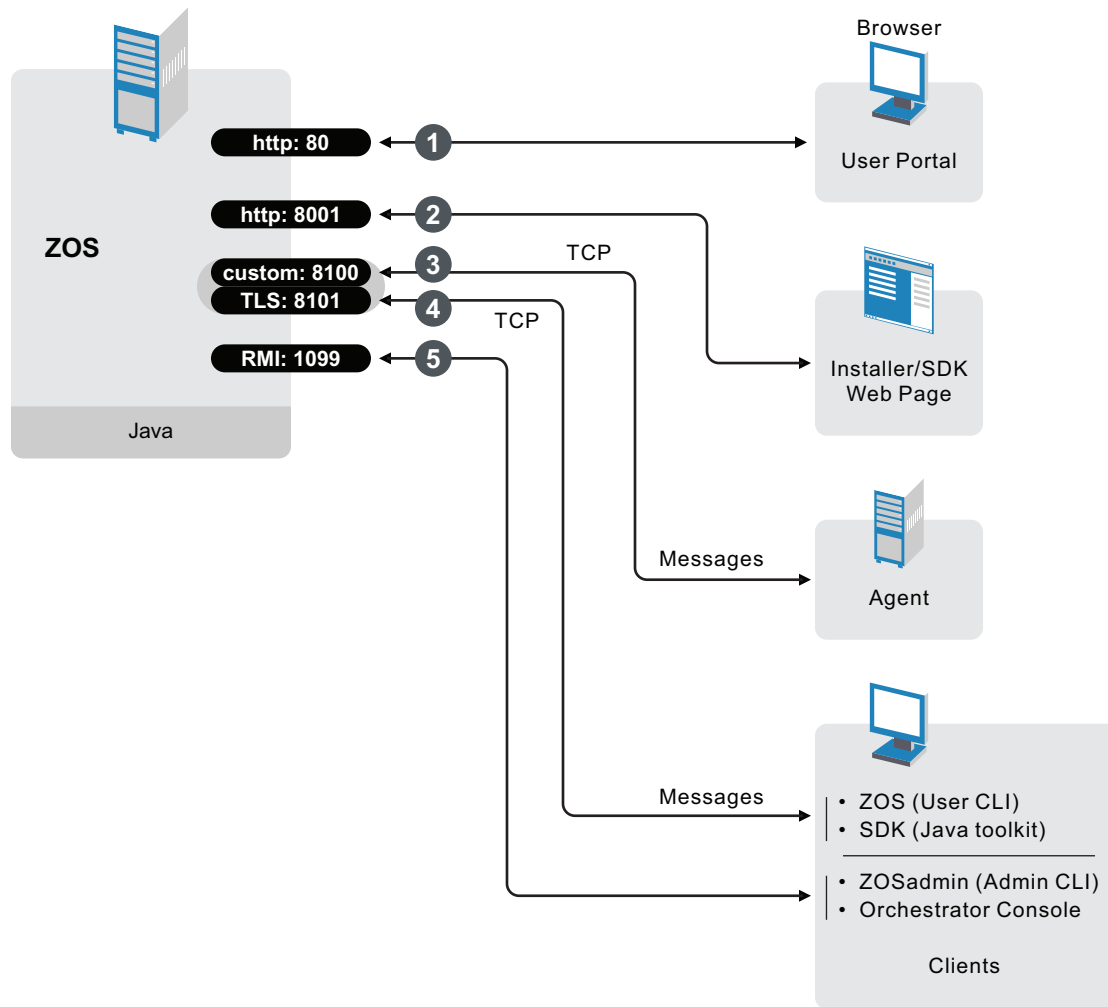 Browser
http: 80
1
User Portal
http: 8001
2
ZOS
TCP
custom: 8100
3
TLS: 8101
4
TCP
RMI: 1099
5
Installer/SDK
Web Page
Java
Messages
Agent
Messages
• ZOS (User CLI)
• SDK (Java toolkit)
• ZOSadmin (Admin CLI)
• Orchestrator Console
Clients